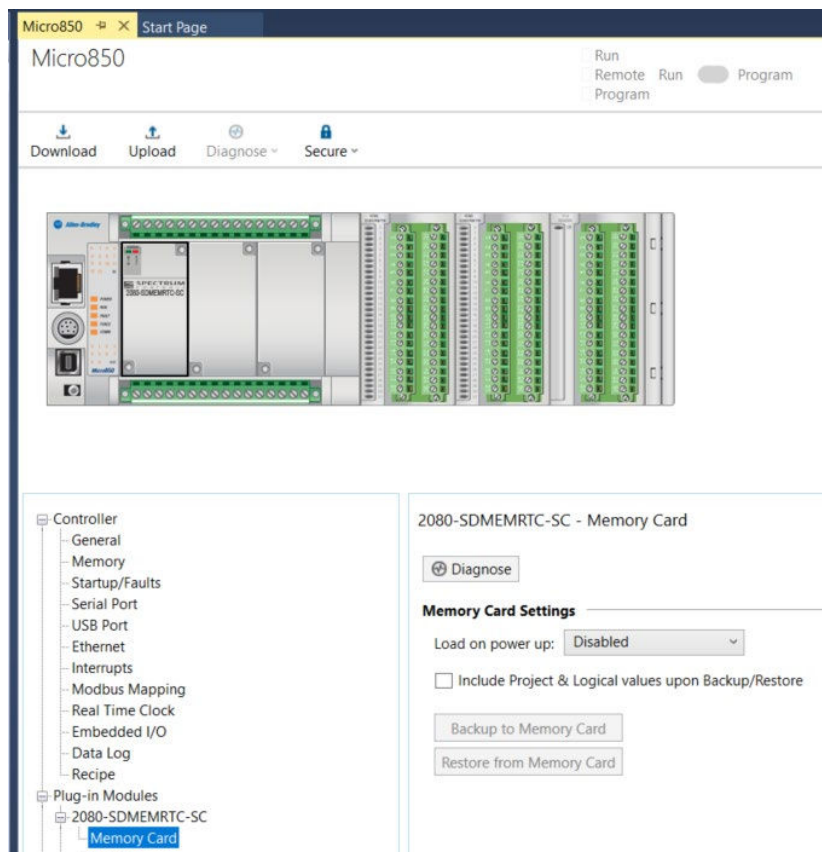 Micro850
Start Page
Micro850
Run
Remote Run Program
Program
Download Upload Diagnose Secure
Allen-Bradley
SPECTRUM
2080-SDMEMRTC-SC
Micro850
Controller
General
Memory
Startup/Faults
Serial Port
USB Port
Ethernet
Interrupts
Modbus Mapping
Real Time Clock
Embedded I/O
Data Log
Recipe
Plug-in Modules
2080-SDMEMRTC-SC
Memory Card
2080-SDMEMRTC-SC - Memory Card
Diagnose
Memory Card Settings
Load on power up: Disabled
Include Project & Logical values upon Backup/Restore
Backup to Memory Card
Restore from Memory Card